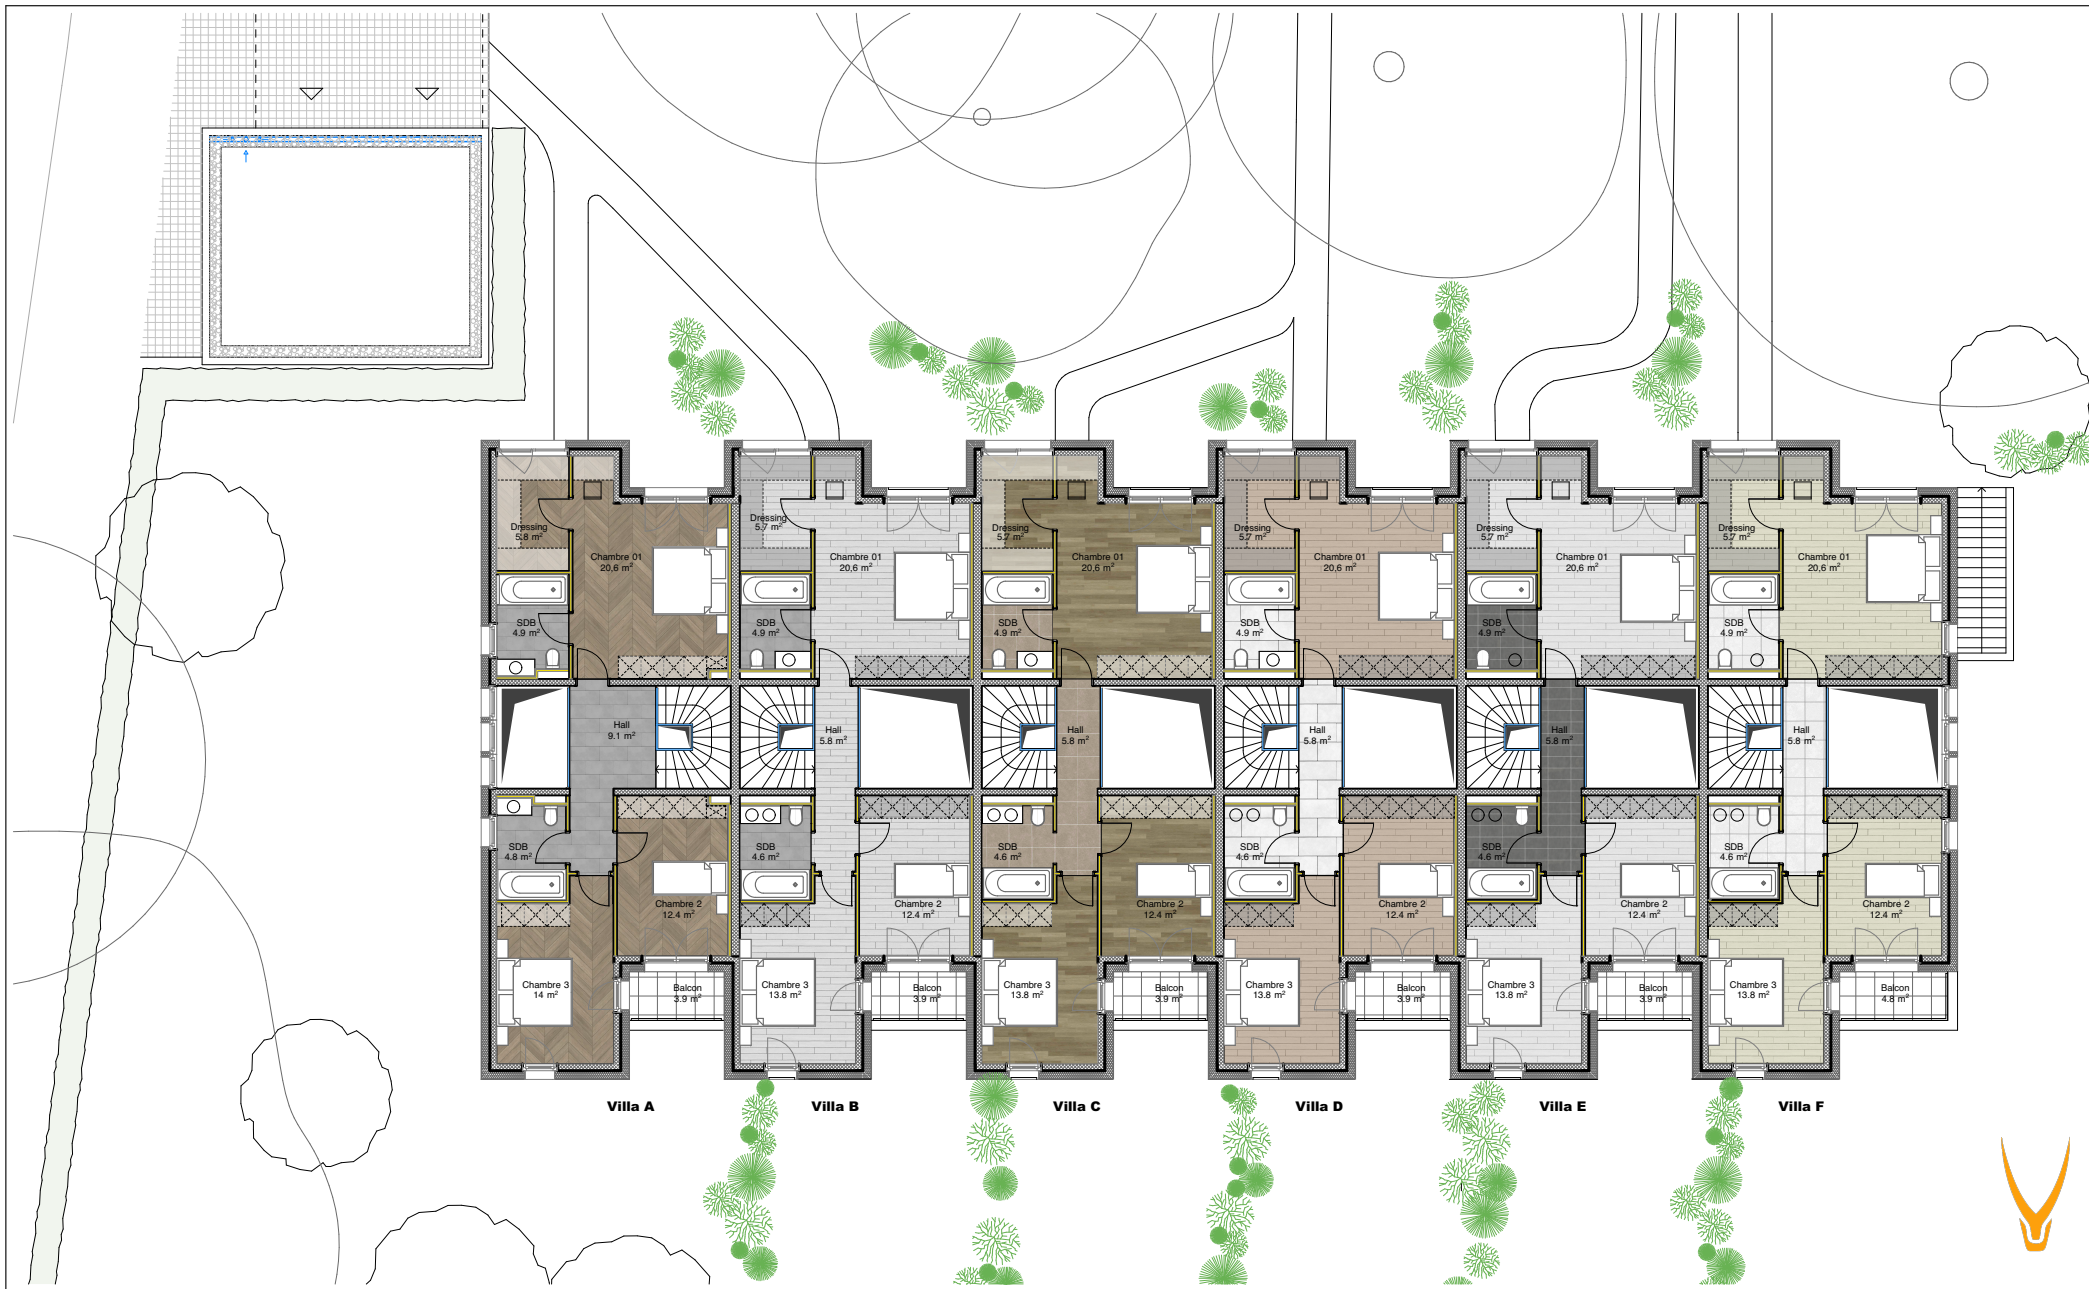 Dressing
5.8 m²
Chambre 01
20,6 m²
SDB
4.9 m²
Hall
9.1 m²
SDB
4.8 m²
Chambre 2
12.4 m²
Chambre 3
14 m²
Balcon
3.9 m²
Villa A
Dressing
5.7 m²
Chambre 01
20,6 m²
SDB
4.9 m²
Hall
5.8 m²
SDB
4.6 m²
Chambre 2
12.4 m²
Chambre 3
13.8 m²
Balcon
3.9 m²
Villa B
Dressing
5.7 m²
Chambre 01
20,6 m²
SDB
4.9 m²
Hall
5.8 m²
SDB
4.6 m²
Chambre 2
12.4 m²
Chambre 3
13.8 m²
Balcon
3.9 m²
Villa C
Dressing
5.7 m²
Chambre 01
20,6 m²
SDB
4.9 m²
Hall
5.8 m²
SDB
4.6 m²
Chambre 2
12.4 m²
Chambre 3
13.8 m²
Balcon
3.9 m²
Villa D
Dressing
5.7 m²
Chambre 01
20,6 m²
SDB
4.9 m²
Hall
5.8 m²
SDB
4.6 m²
Chambre 2
12.4 m²
Chambre 3
13.8 m²
Balcon
3.9 m²
Villa E
Dressing
5.7 m²
Chambre 01
20,6 m²
SDB
4.9 m²
Hall
5.8 m²
SDB
4.6 m²
Chambre 2
12.4 m²
Chambre 3
13.8 m²
Balcon
4.8 m²
Villa F